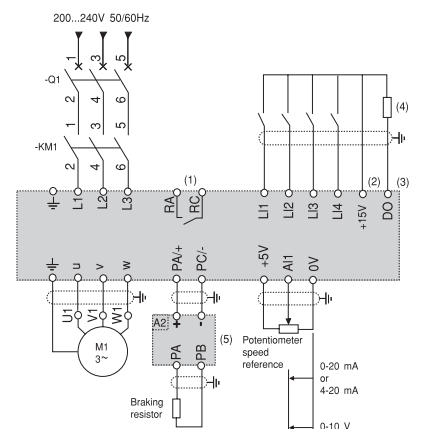 200...240V 50/60Hz
1 3 5
-Q1
2 4 6
(4)
1 3 5
-KM1
2 4 6
(1) (2) (3)
L1 L2 L3 RA RC LI1 LI2 LI3 LI4 +15V DO
u v w PA/+ PC/- +5V AI1 0V
U1 V1 W1
A2 + -
(5)
M1
3~
PA PB
Potentiometer
speed
reference
0-20 mA
or
4-20 mA
Braking
resistor
0-10 V